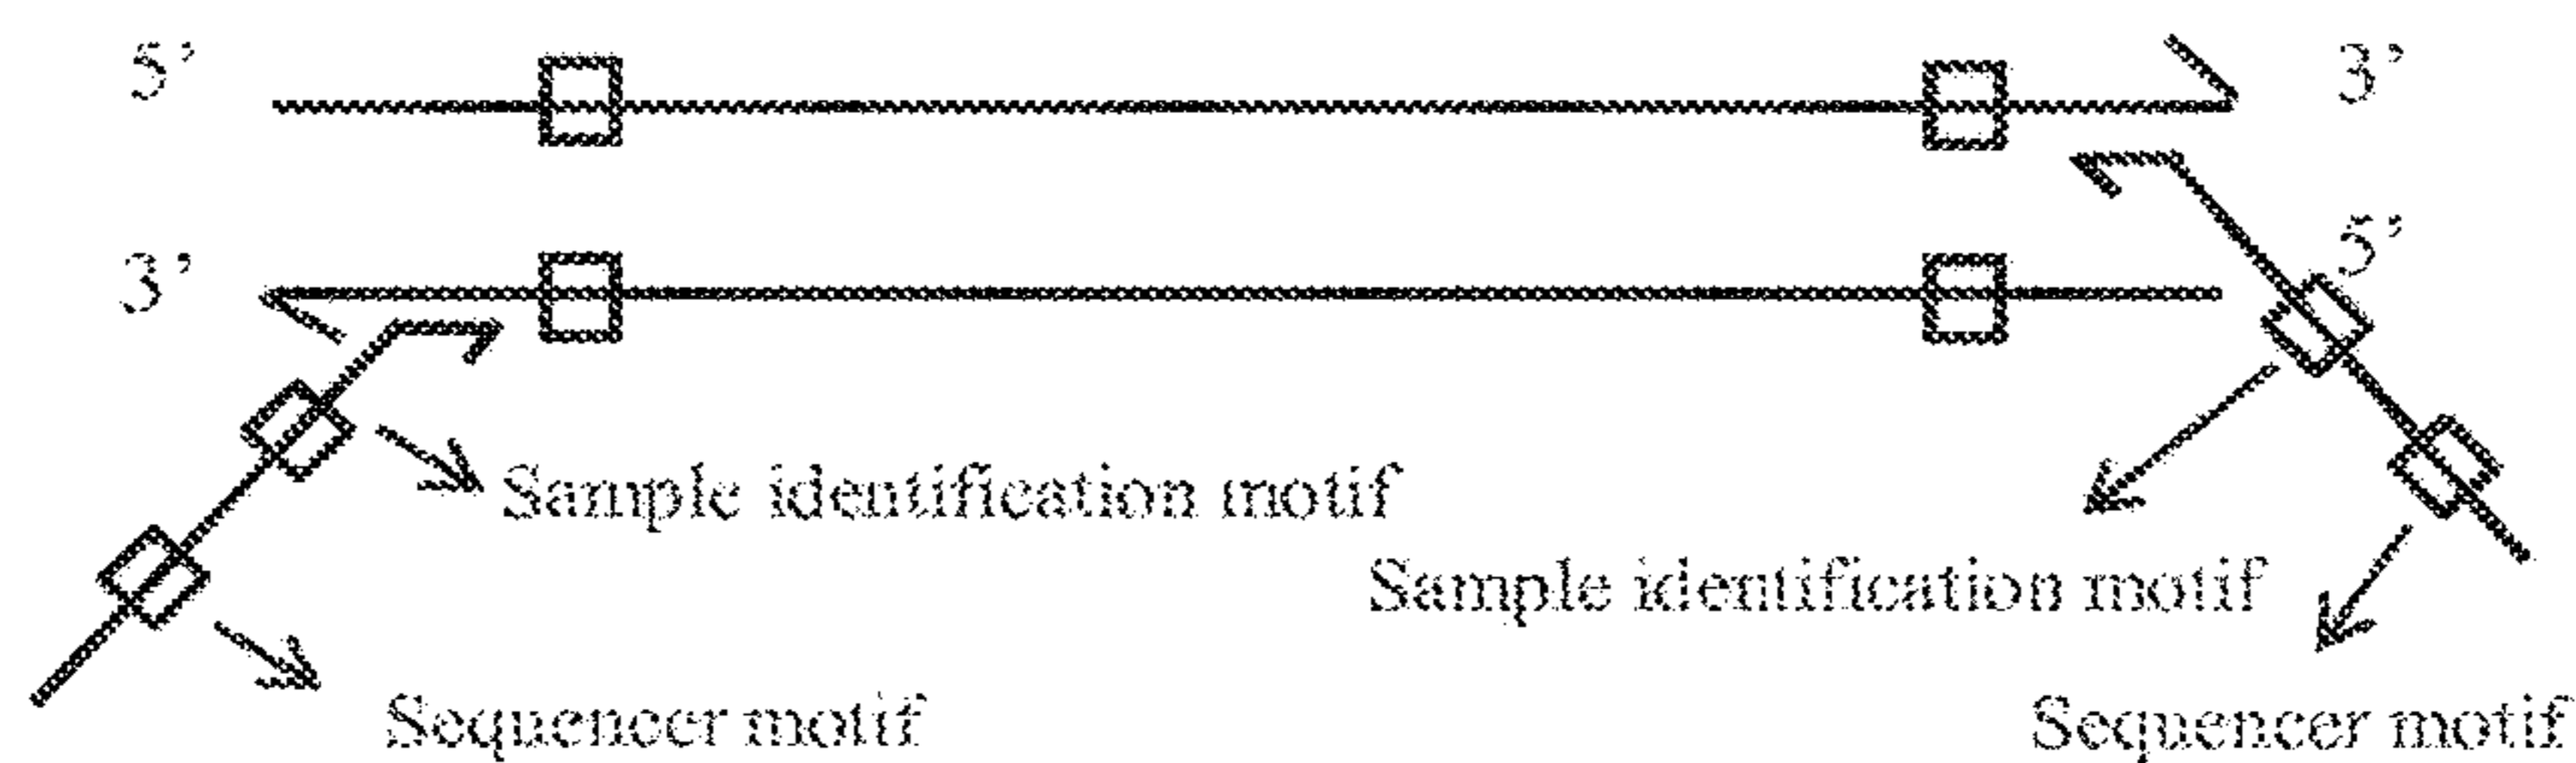 5’
3’
3’
5’
Sample identification motif
Sample identification motif
Sequencer motif
Sequencer motif